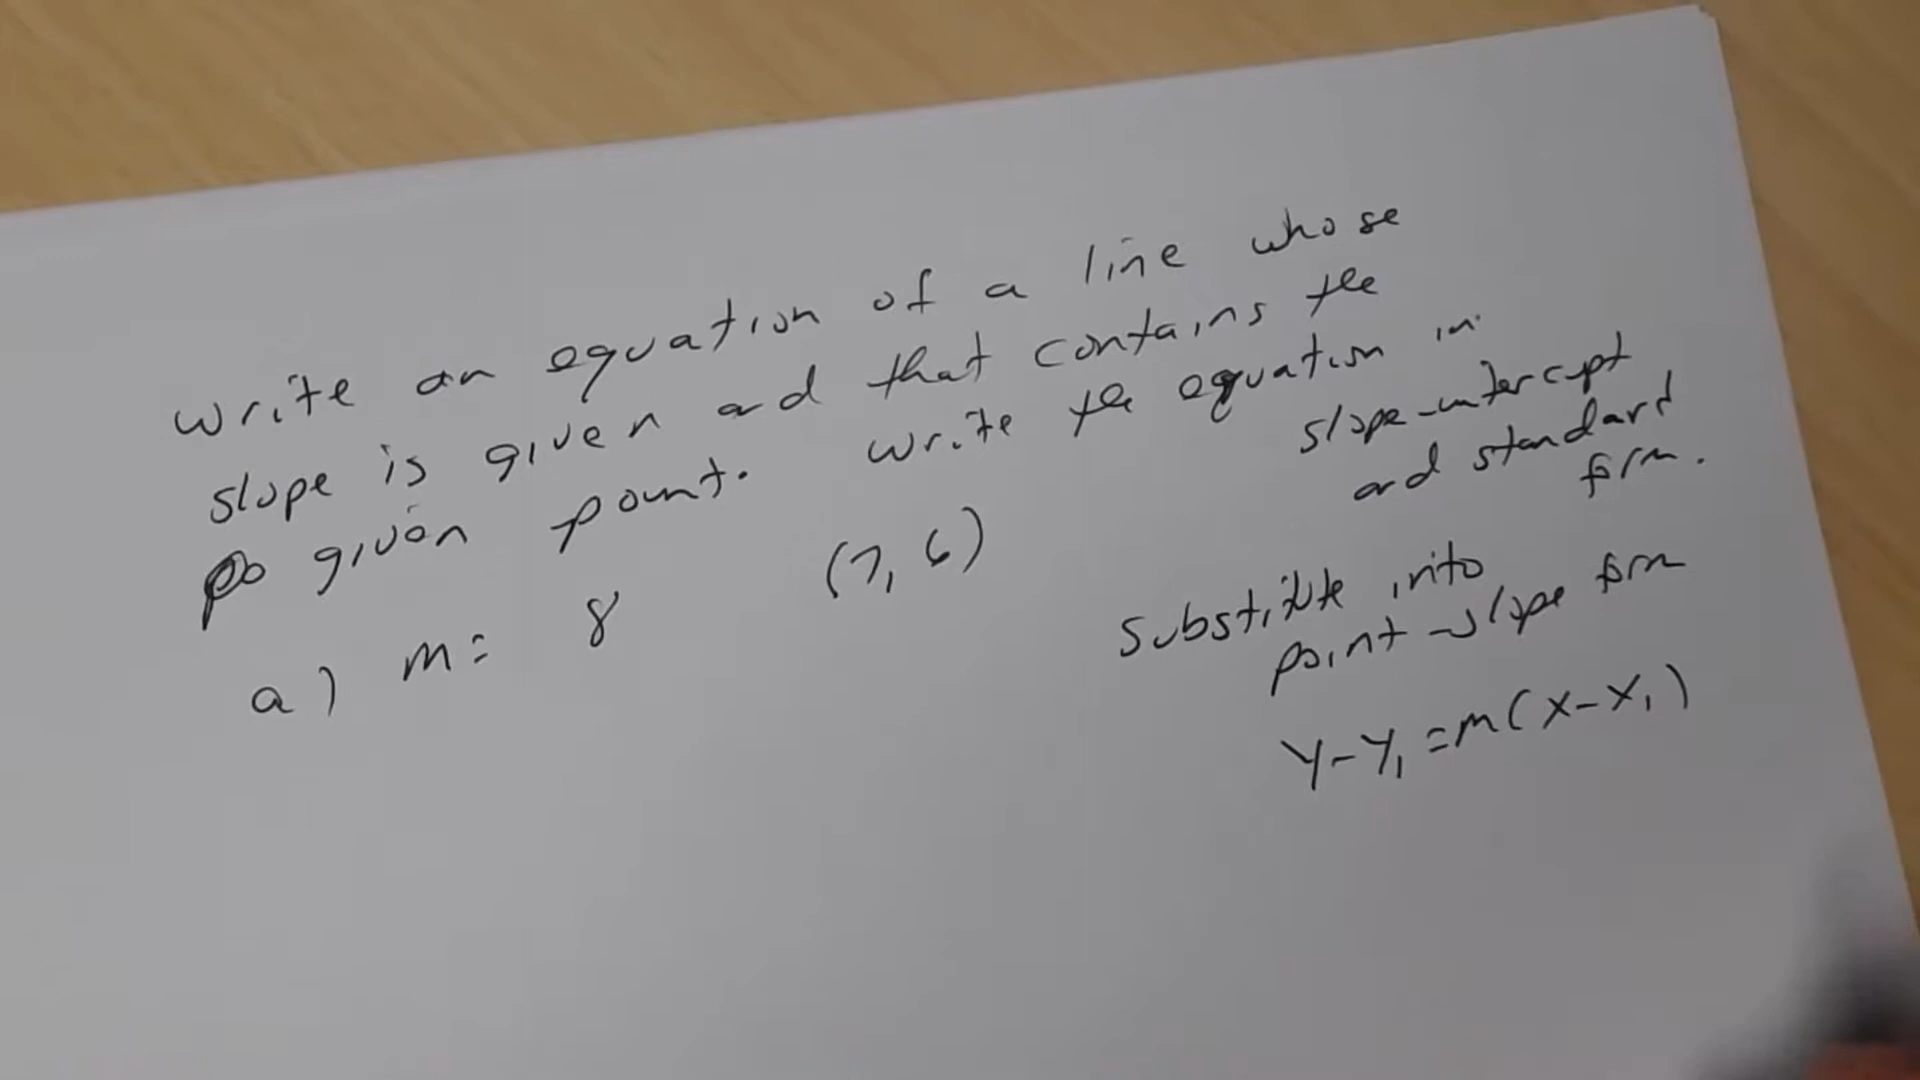 Write an equation of a line whose
slope is given and that contains the
given point. Write the equation in
slope-intercept
and standard
form.
a) m= 8 (7, 6)
Substitute into
point-slope form
y-y₁=m(x-x₁)